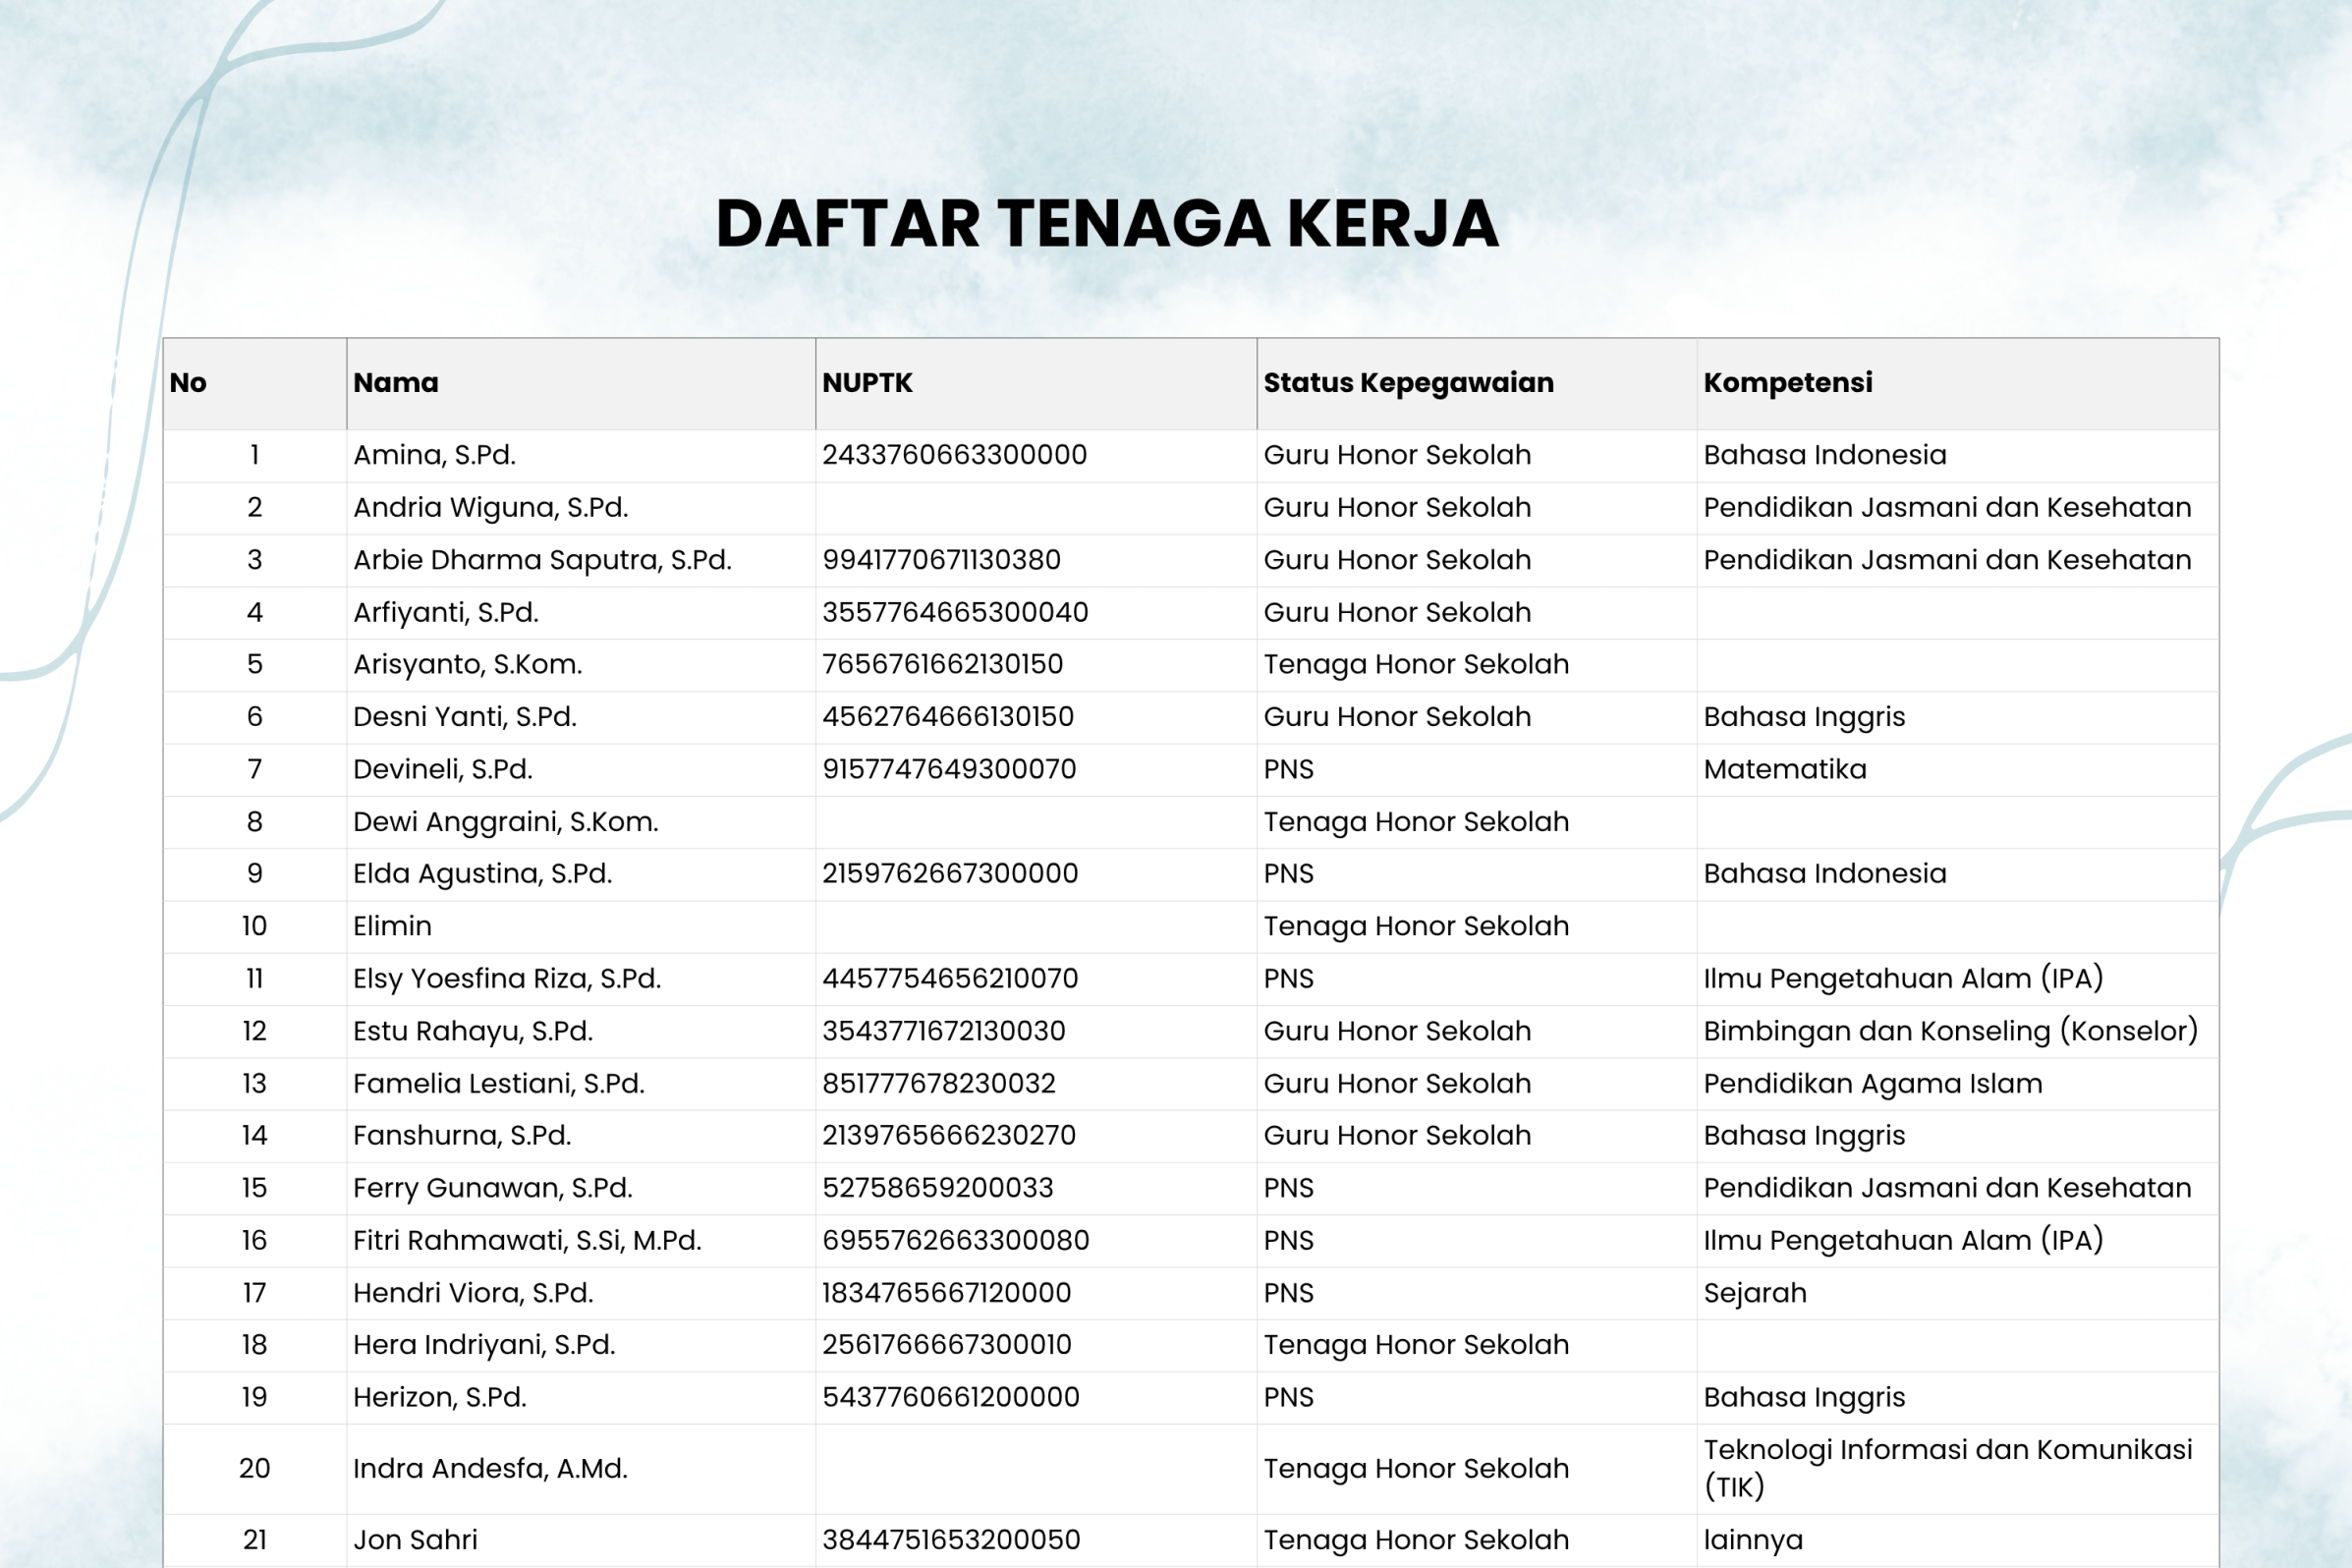 DAFTAR TENAGA KERJA
No Nama NUPTK Status Kepegawaian Kompetensi
1 Amina, S.Pd. 2433760663300000 Guru Honor Sekolah Bahasa Indonesia
2 Andria Wiguna, S.Pd. Guru Honor Sekolah Pendidikan Jasmani dan Kesehatan
3 Arbie Dharma Saputra, S.Pd. 9941770671130380 Guru Honor Sekolah Pendidikan Jasmani dan Kesehatan
4 Arfiyanti, S.Pd. 3557764665300040 Guru Honor Sekolah
5 Arisyanto, S.Kom. 7656761662130150 Tenaga Honor Sekolah
6 Desni Yanti, S.Pd. 4562764666130150 Guru Honor Sekolah Bahasa Inggris
7 Devineli, S.Pd. 9157747649300070 PNS Matematika
8 Dewi Anggraini, S.Kom. Tenaga Honor Sekolah
9 Elda Agustina, S.Pd. 2159762667300000 PNS Bahasa Indonesia
10 Elimin Tenaga Honor Sekolah
11 Elsy Yoesfina Riza, S.Pd. 4457754656210070 PNS Ilmu Pengetahuan Alam (IPA)
12 Estu Rahayu, S.Pd. 3543771672130030 Guru Honor Sekolah Bimbingan dan Konseling (Konselor)
13 Famelia Lestiani, S.Pd. 851777678230032 Guru Honor Sekolah Pendidikan Agama Islam
14 Fanshurna, S.Pd. 2139765666230270 Guru Honor Sekolah Bahasa Inggris
15 Ferry Gunawan, S.Pd. 52758659200033 PNS Pendidikan Jasmani dan Kesehatan
16 Fitri Rahmawati, S.Si, M.Pd. 6955762663300080 PNS Ilmu Pengetahuan Alam (IPA)
17 Hendri Viora, S.Pd. 1834765667120000 PNS Sejarah
18 Hera Indriyani, S.Pd. 2561766667300010 Tenaga Honor Sekolah
19 Herizon, S.Pd. 5437760661200000 PNS Bahasa Inggris
20 Indra Andesfa, A.Md. Tenaga Honor Sekolah Teknologi Informasi dan Komunikasi
(TIK)
21 Jon Sahri 3844751653200050 Tenaga Honor Sekolah lainnya